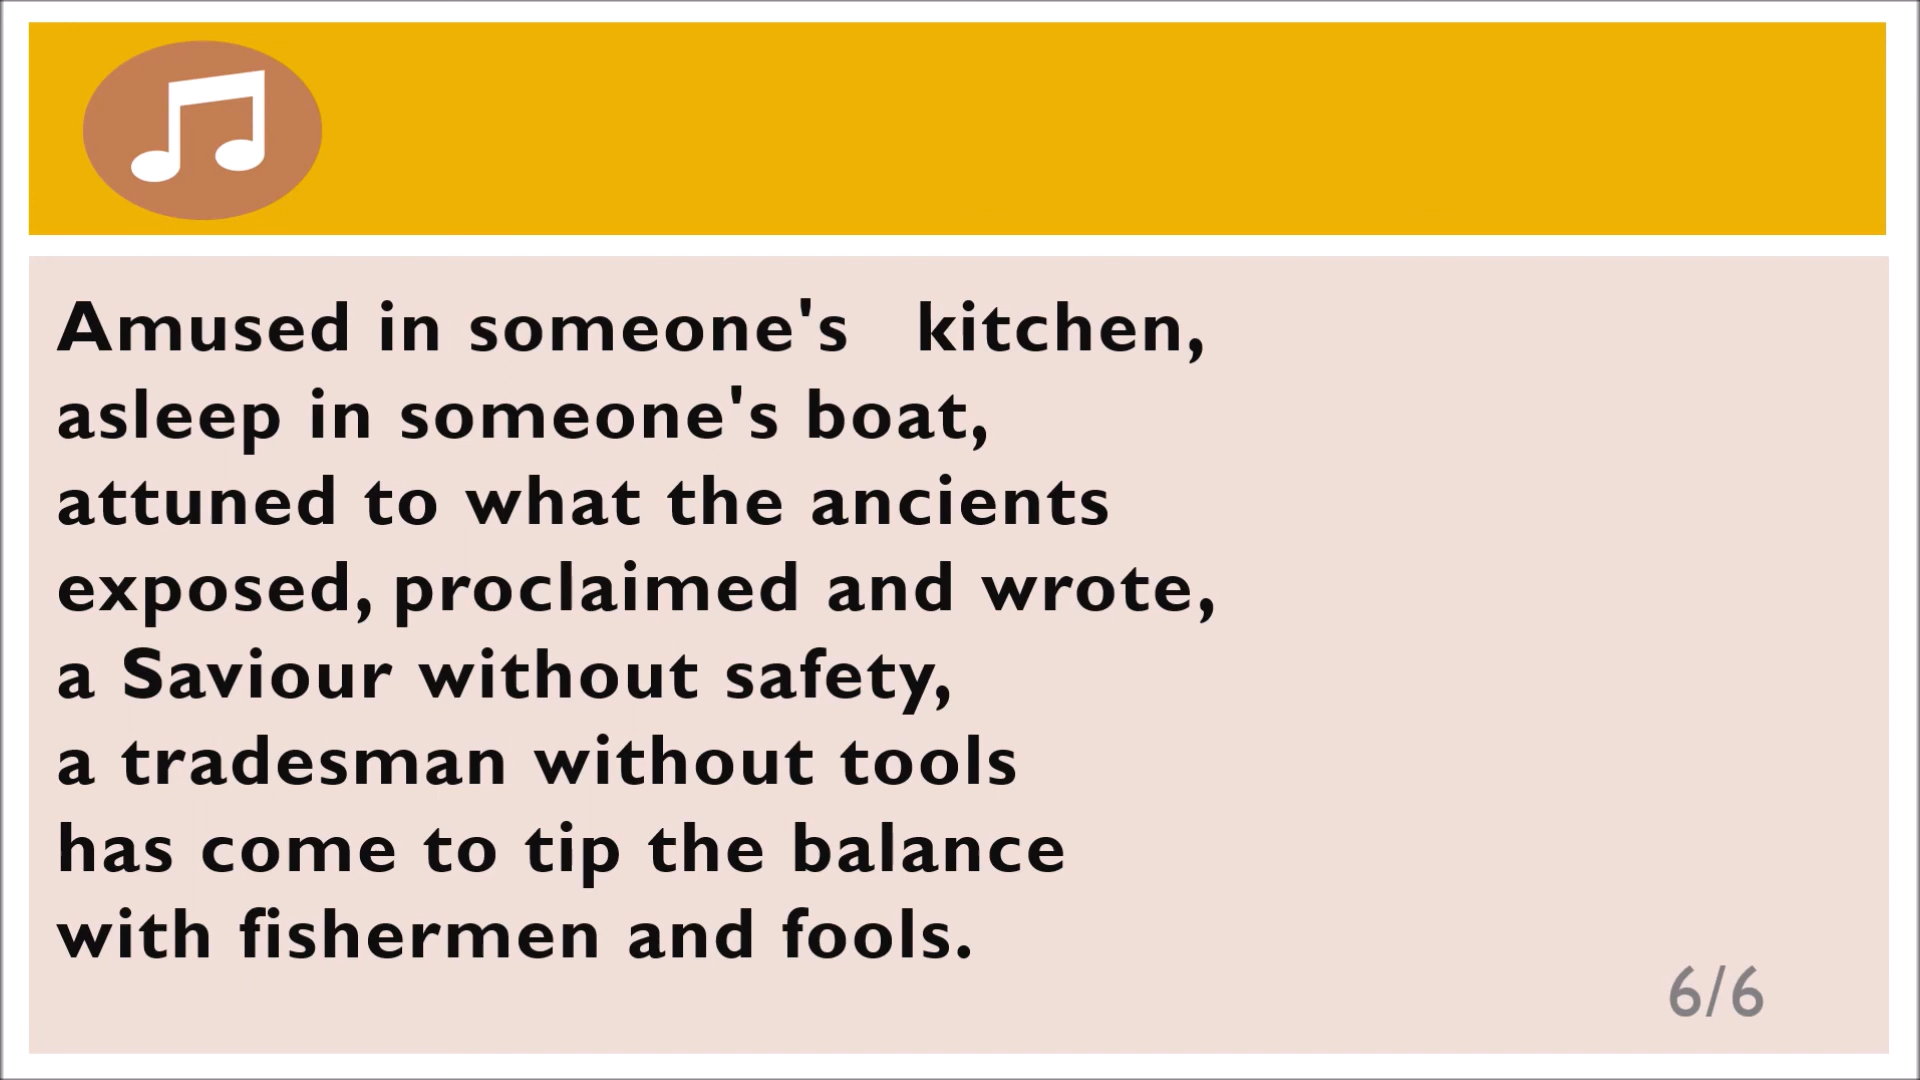 Amused in someone's   kitchen,
asleep in someone's boat,
attuned to what the ancients
exposed, proclaimed and wrote,
a Saviour without safety,
a tradesman without tools
has come to tip the balance
with fishermen and fools.
6/6